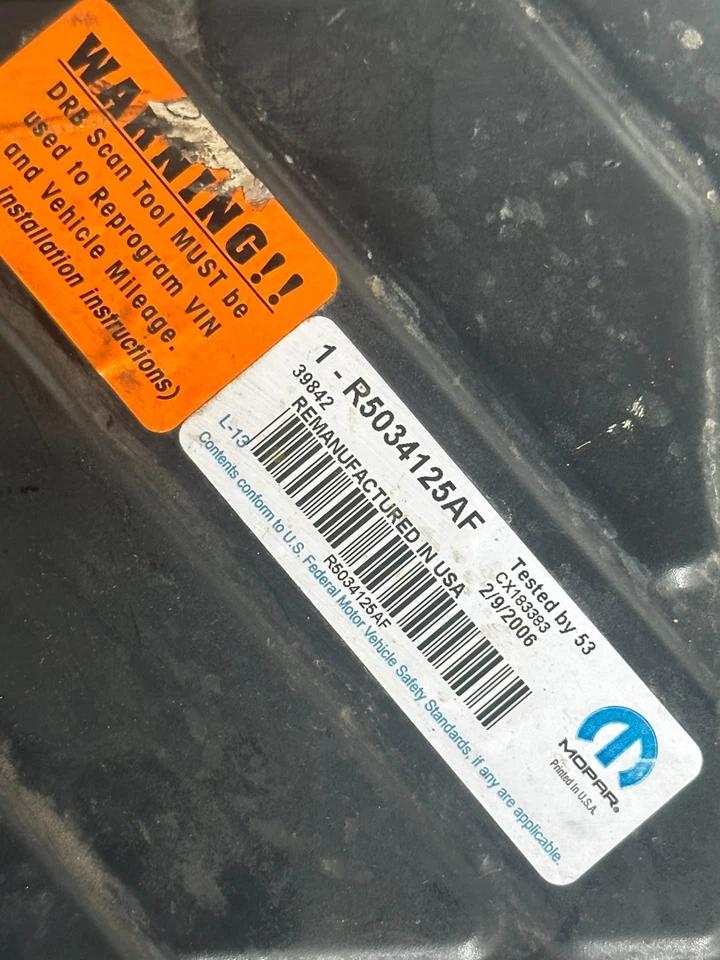 WARNING!!
DRB Scan Tool MUST be
used to Reprogram VIN
and Vehicle Mileage.
installation instructions)
1 - R5034125AF
39842
REMANUFACTURED IN USA
L-13
R5034125AF
Contents conform to U.S. Federal Motor Vehicle Safety Standards, if any are applicable.
Tested by 53
CX183383
2/9/2006
MOPAR®
Printed in U.S.A.